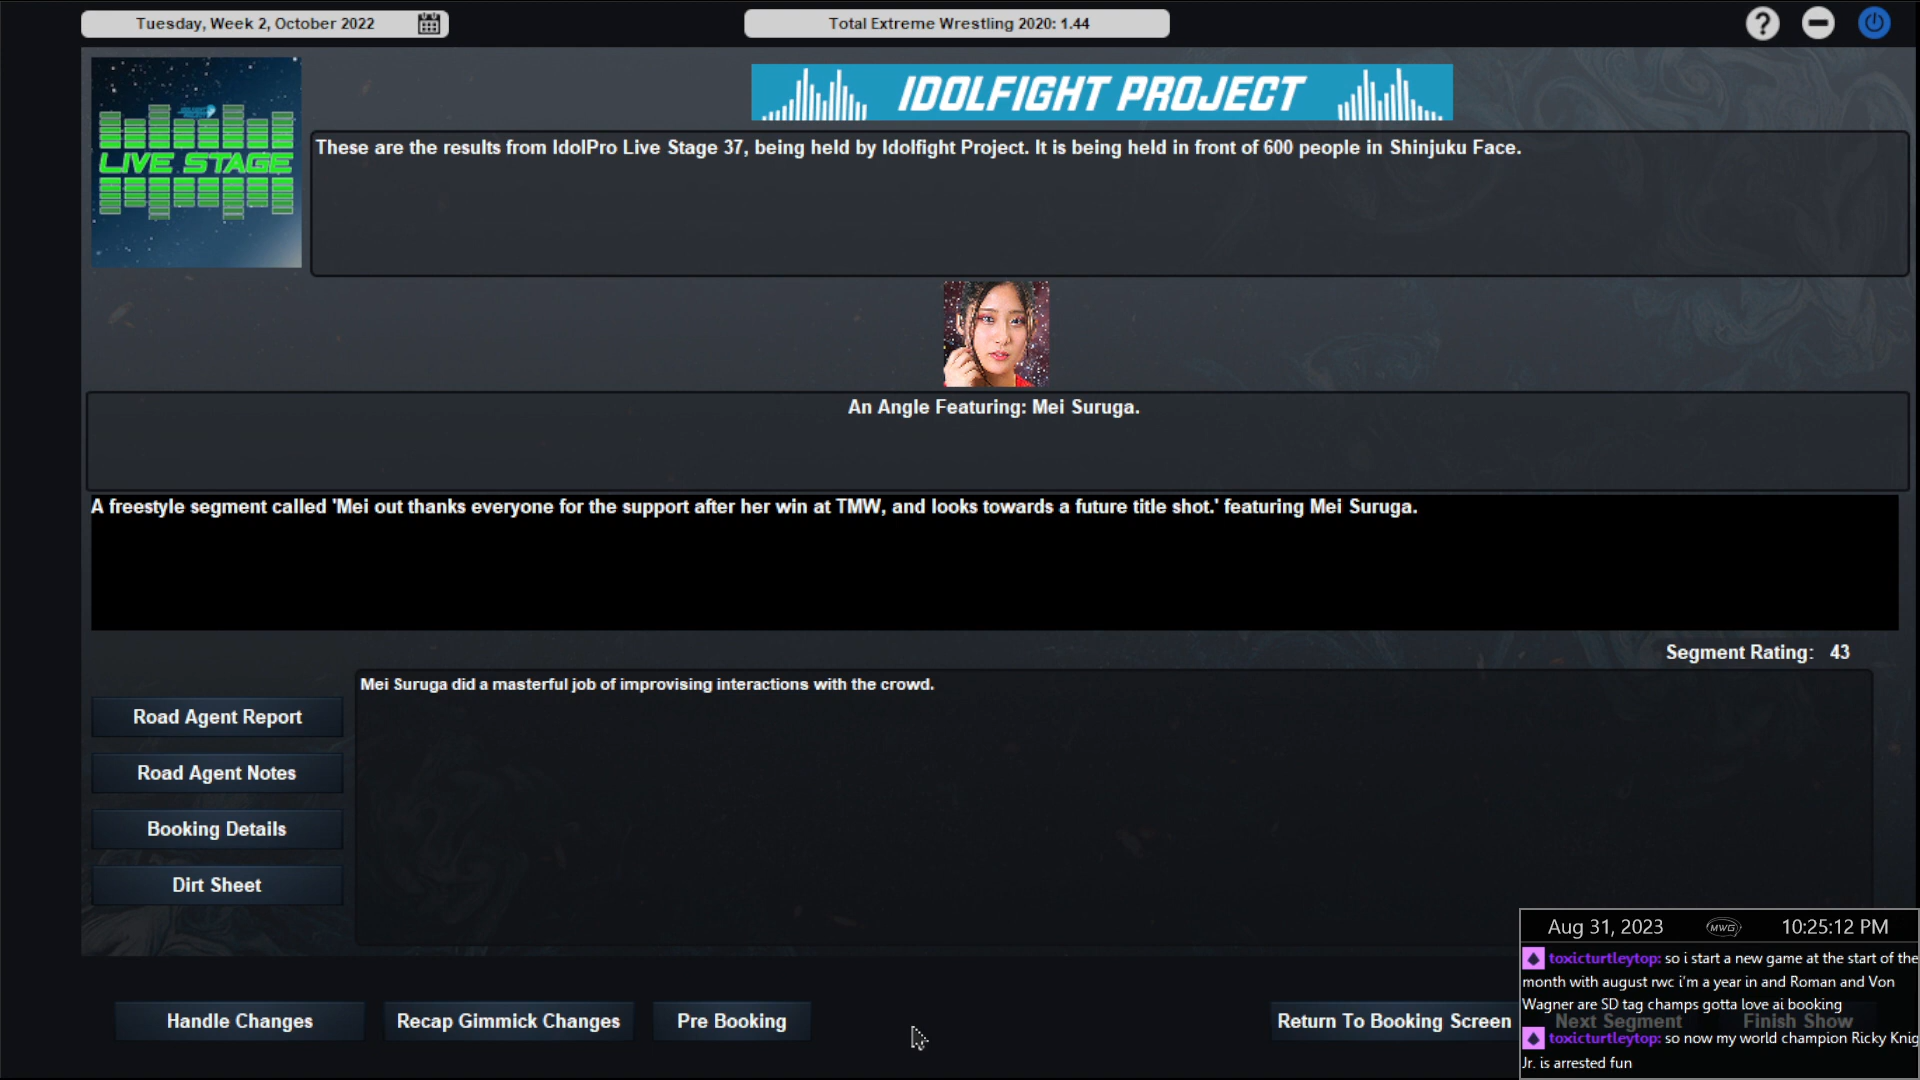 Tuesday, Week 2, October 2022
Total Extreme Wrestling 2020: 1.44
?
LIVE STAGE
IDOLFIGHT PROJECT
These are the results from IdolPro Live Stage 37, being held by Idolfight Project. It is being held in front of 600 people in Shinjuku Face.
An Angle Featuring: Mei Suruga.
A freestyle segment called 'Mei out thanks everyone for the support after her win at TMW, and looks towards a future title shot.' featuring Mei Suruga.
Segment Rating: 43
Mei Suruga did a masterful job of improvising interactions with the crowd.
Road Agent Report
Road Agent Notes
Booking Details
Dirt Sheet
Handle Changes
Recap Gimmick Changes
Pre Booking
Return To Booking Screen
Next Segment
Finish Show
Aug 31, 2023
MWG
10:25:12 PM
toxicturtleytop: so i start a new game at the start of the
month with august rwc i'm a year in and Roman and Von
Wagner are SD tag champs gotta love ai booking
toxicturtleytop: so now my world champion Ricky Knig
Jr. is arrested fun